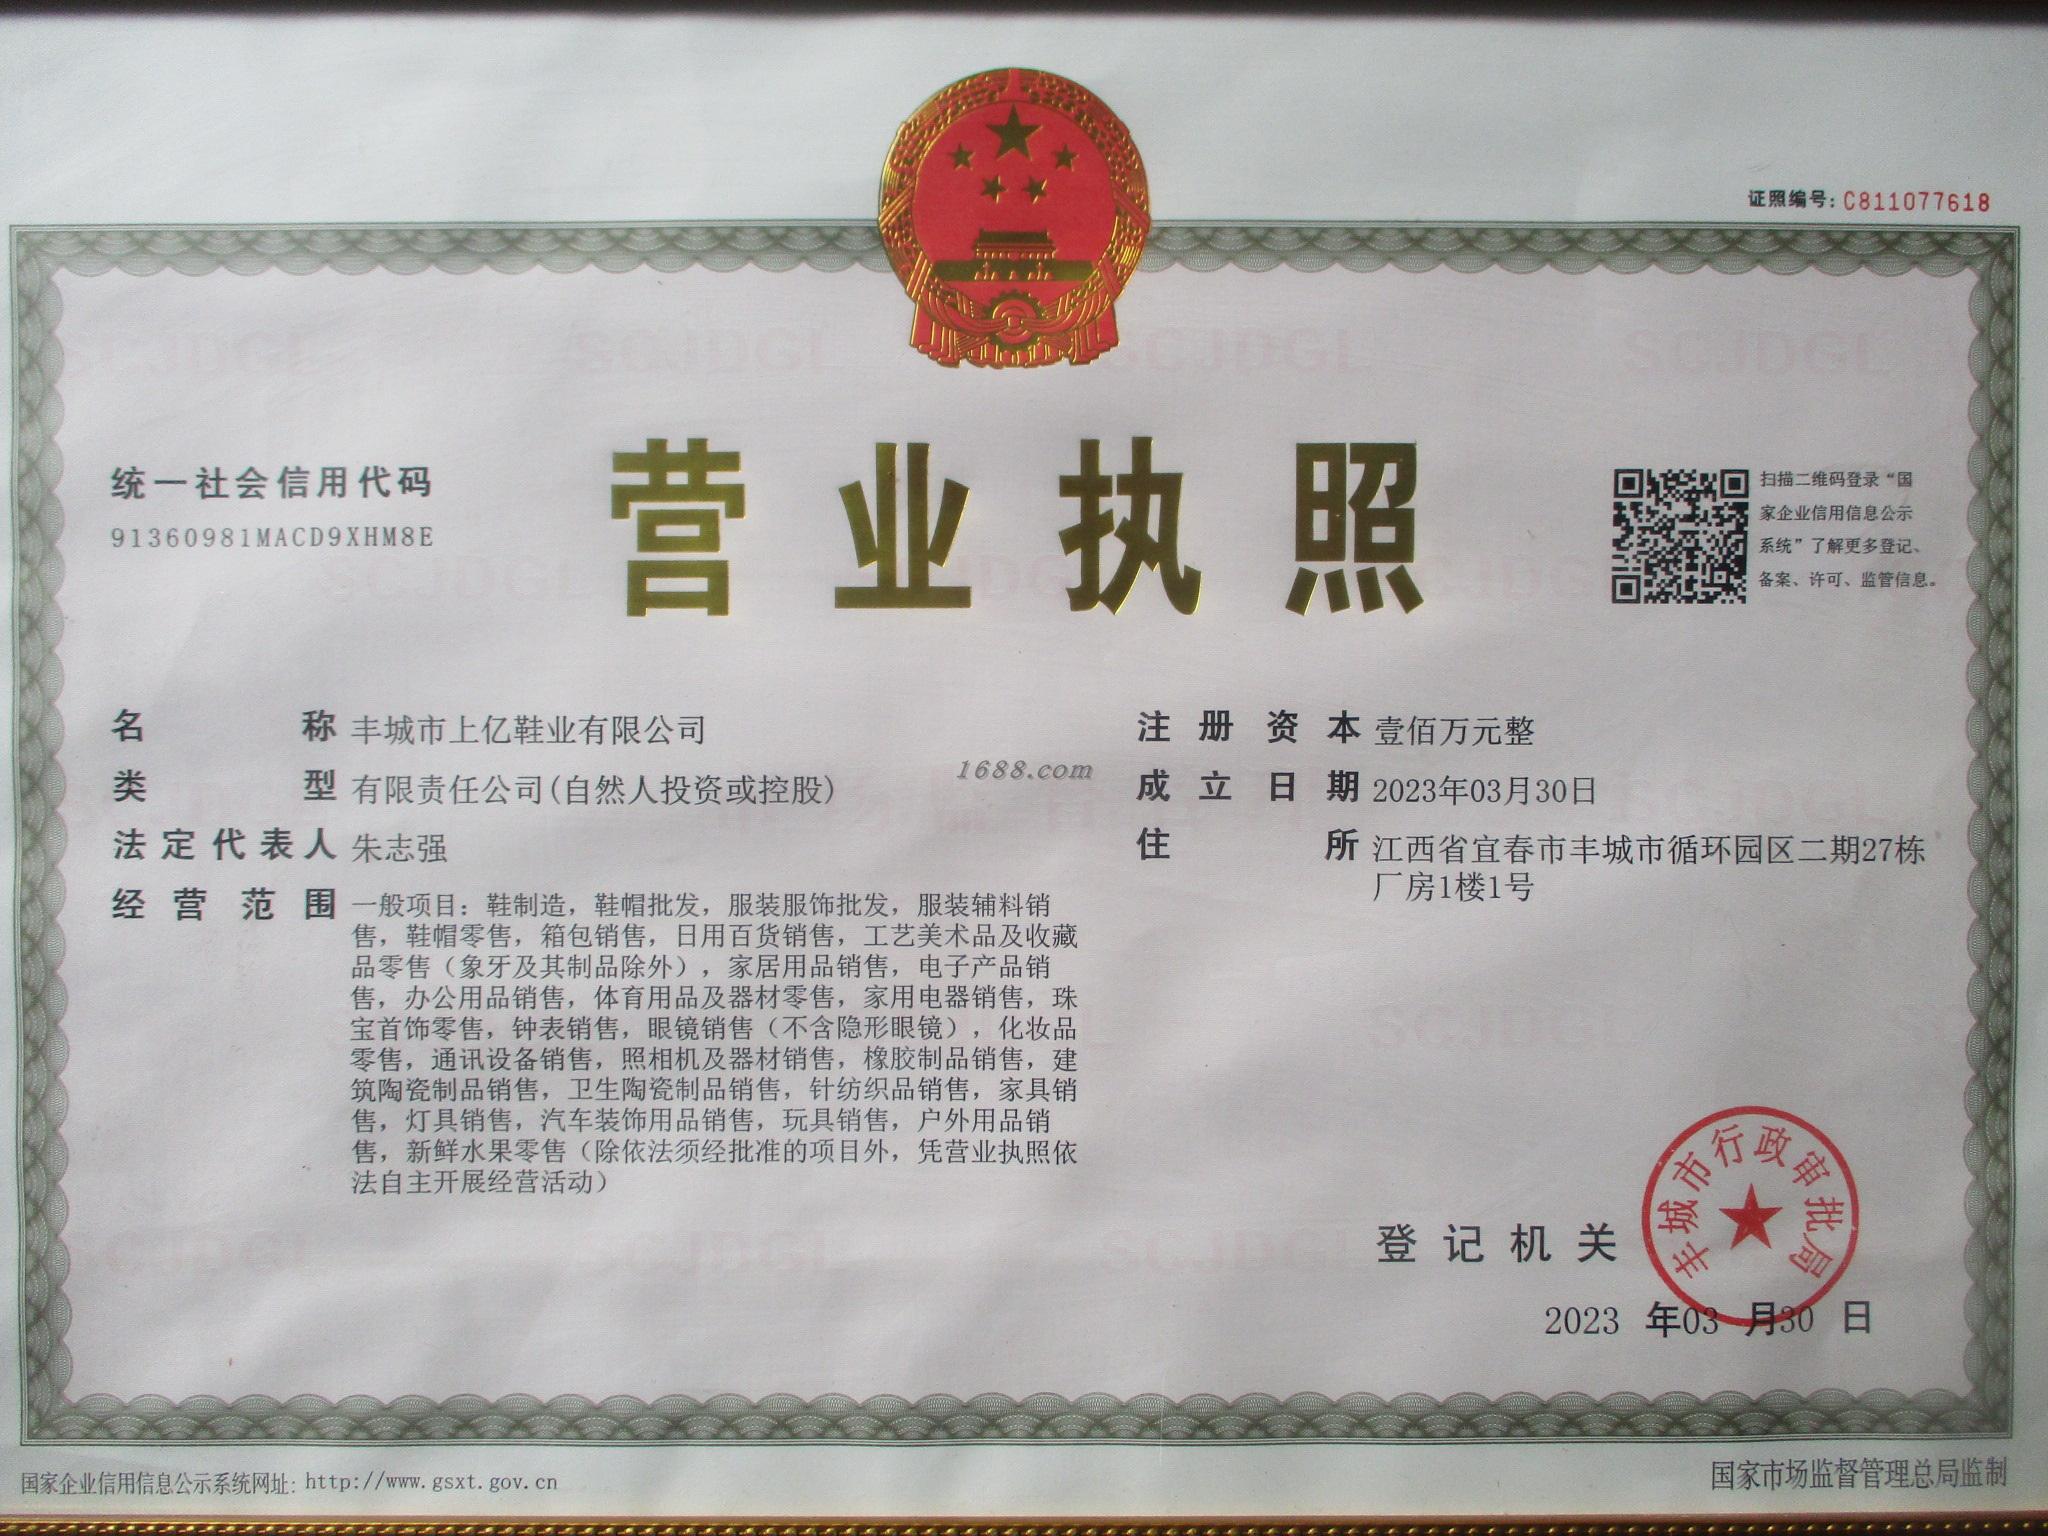 证照编号：C811077618
营业执照
统一社会信用代码
91360981MACD9XHM8E
扫描二维码登录“国
家企业信用信息公示
系统”了解更多登记、
备案、许可、监管信息。
名称 丰城市上亿鞋业有限公司
类型 有限责任公司(自然人投资或控股)
法定代表人 朱志强
经营范围 一般项目：鞋制造，鞋帽批发，服装服饰批发，服装辅料销
售，鞋帽零售，箱包销售，日用百货销售，工艺美术品及收藏
品零售（象牙及其制品除外），家居用品销售，电子产品销
售，办公用品销售，体育用品及器材零售，家用电器销售，珠
宝首饰零售，钟表销售，眼镜销售（不含隐形眼镜），化妆品
零售，通讯设备销售，照相机及器材销售，橡胶制品销售，建
筑陶瓷制品销售，卫生陶瓷制品销售，针纺织品销售，家具销
售，灯具销售，汽车装饰用品销售，玩具销售，户外用品销
售，新鲜水果零售（除依法须经批准的项目外，凭营业执照依
法自主开展经营活动）
1688.com
注册资本 壹佰万元整
成立日期 2023年03月30日
住所 江西省宜春市丰城市循环园区二期27栋
厂房1楼1号
登记机关
丰城市行政审批局
2023 年03 月30 日
国家企业信用信息公示系统网址：http://www.gsxt.gov.cn
国家市场监督管理总局监制